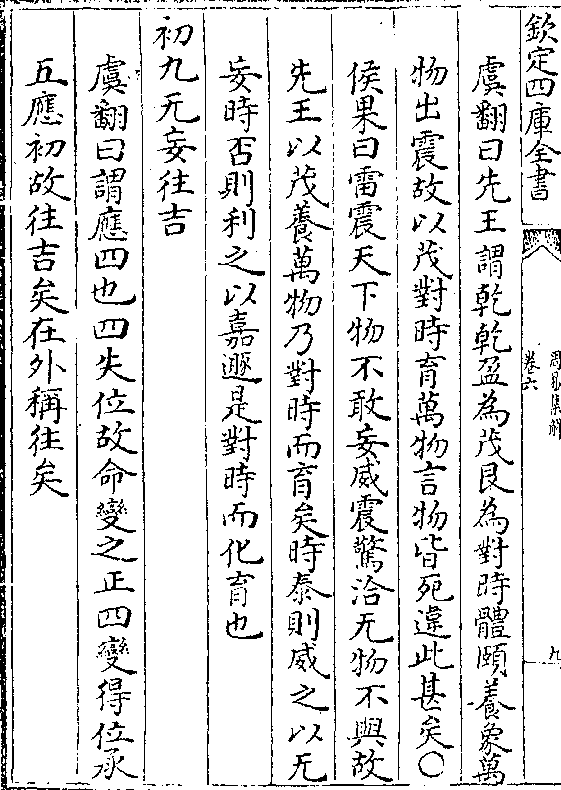 欽定四庫全書
周易集解
卷六
九
虞翻曰先王謂乾乾盈為茂艮為對時體頤養象萬
物出震故以茂對時育萬物言物皆死違此甚矣〇
侯果曰雷震天下物不敢妄威震驚洽无物不與故
先王以茂養萬物乃對時而育矣時泰則威之以无
妄時否則利之以嘉遯是對時而化育也
初九无妄往吉
虞翻曰謂應四也四失位故命變之正四變得位承
五應初故往吉矣在外稱往矣